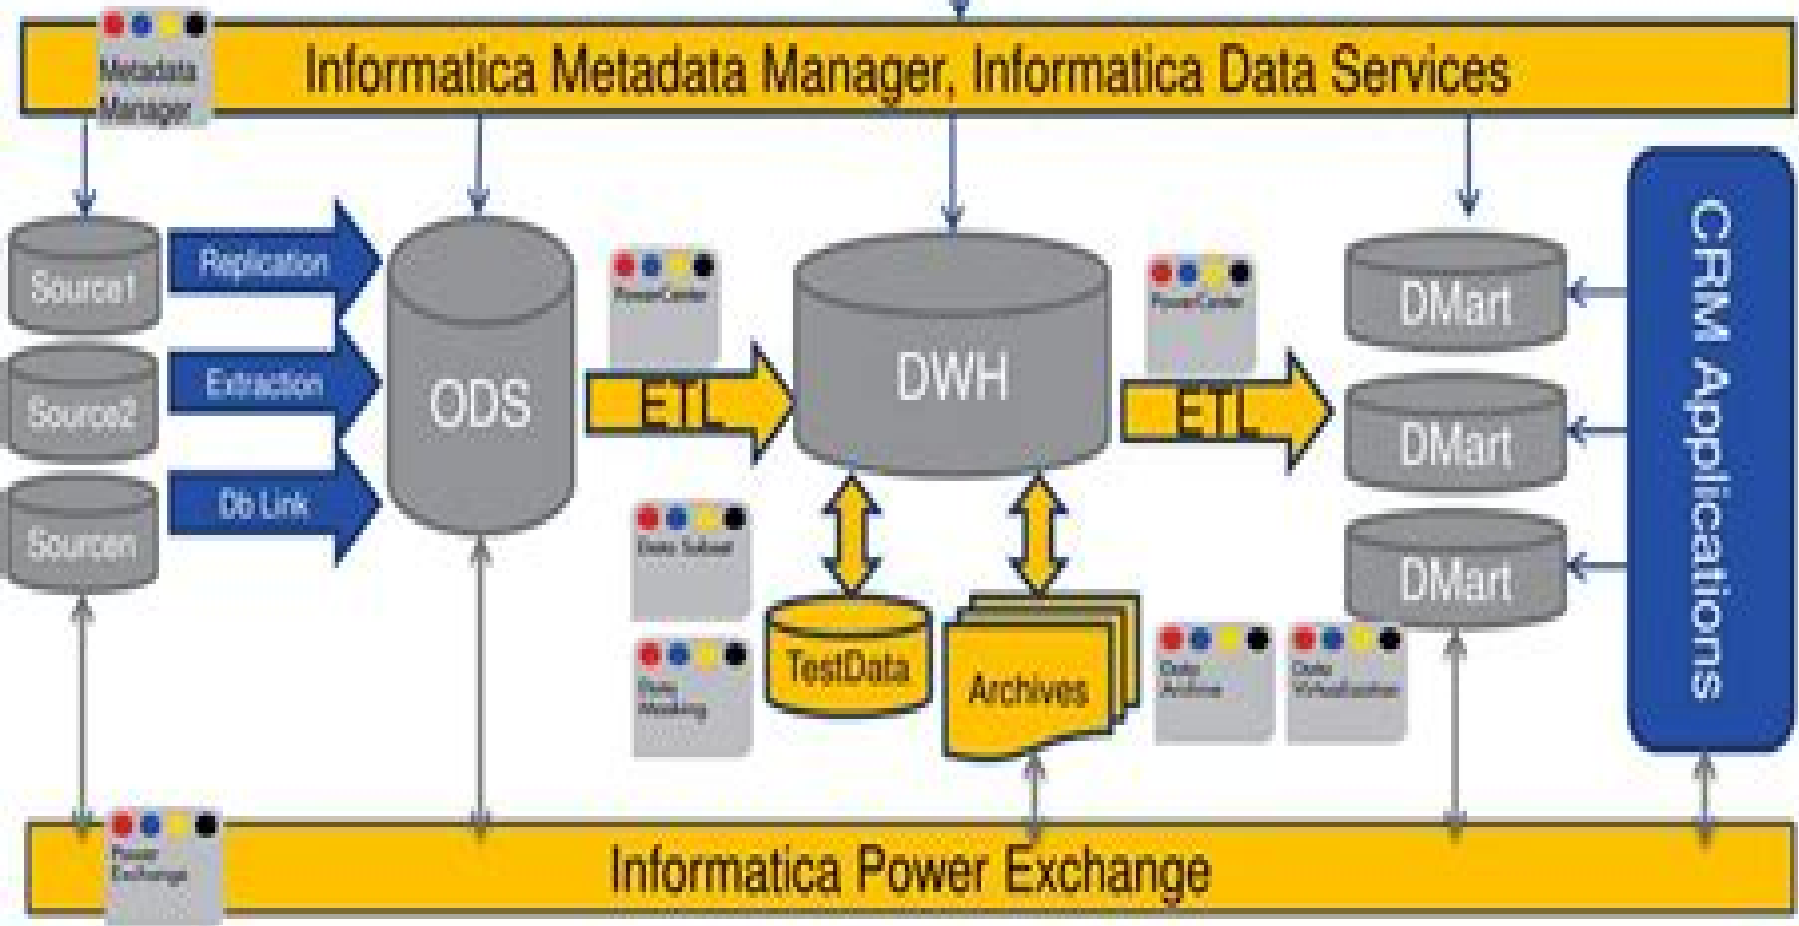 Metadata
Manager
Informatica Metadata Manager, Informatica Data Services
Source1
Replication
Source2
Extraction
Sourcen
Db Link
ODS
PowerCenter
ETL
DWH
PowerCenter
ETL
DMart
DMart
DMart
CRM Applications
Data Subset
Data
Masking
TestData
Archives
Data
Archive
Data
Virtualization
Power
Exchange
Informatica Power Exchange